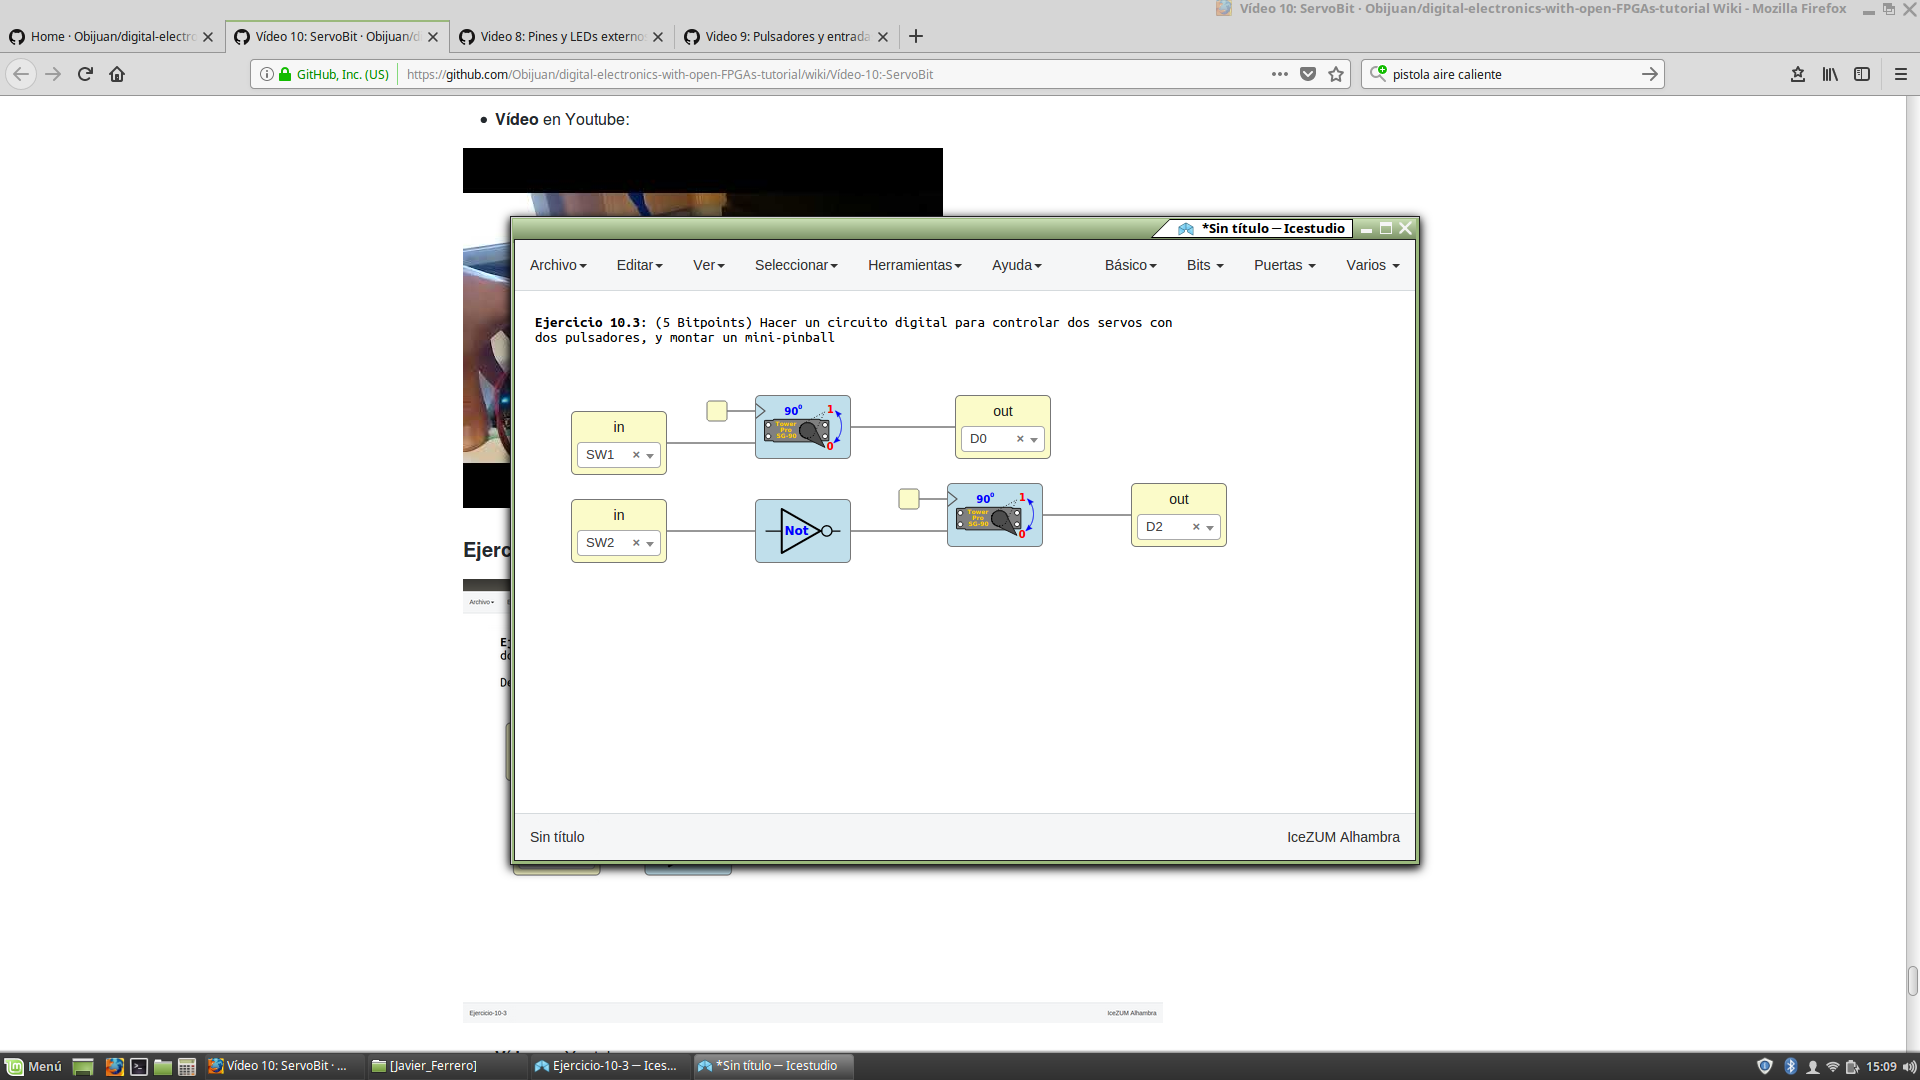 Vídeo 10: ServoBit · Obijuan/digital-electronics-with-open-FPGAs-tutorial Wiki - Mozilla Firefox
Home · Obijuan/digital-electro
Vídeo 10: ServoBit · Obijuan/d
Video 8: Pines y LEDs externo
Video 9: Pulsadores y entrada
GitHub, Inc. (US)
https://github.com/Obijuan/digital-electronics-with-open-FPGAs-tutorial/wiki/Vídeo-10:-ServoBit
pistola aire caliente
Vídeo en Youtube:
*Sin título — Icestudio
Archivo Editar Ver Seleccionar Herramientas Ayuda Básico Bits Puertas Varios
Ejercicio 10.3: (5 Bitpoints) Hacer un circuito digital para controlar dos servos con
dos pulsadores, y montar un mini-pinball
in
SW1
90º
1
Tower
Pro
SG-90
0
out
D0
in
SW2
Not
90º
1
Tower
Pro
SG-90
0
out
D2
Ejerc
Archivo
De
Sin título
IceZUM Alhambra
Ejercicio-10-3
IceZUM Alhambra
Menú
Vídeo 10: ServoBit · ...
[Javier_Ferrero]
Ejercicio-10-3 — Ices...
*Sin título — Icestudio
15:09